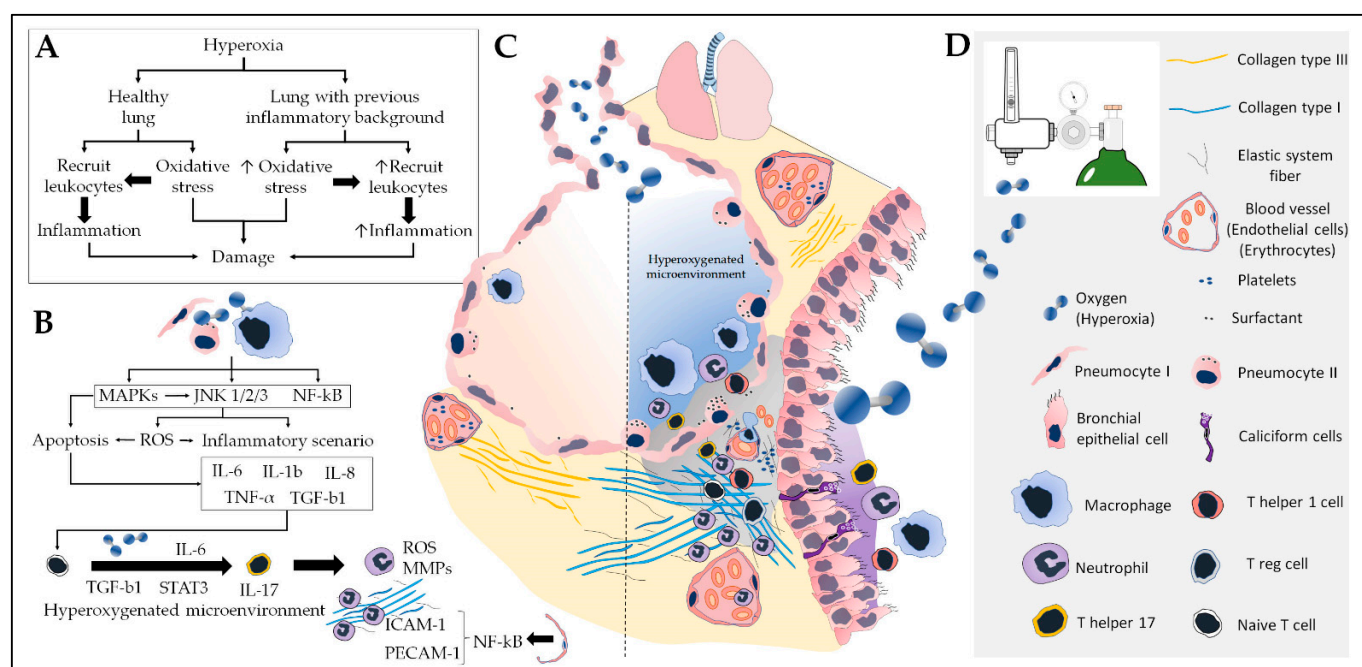 A
Hyperoxia
Healthy
lung
Lung with previous
inflammatory background
Recruit
leukocytes
Oxidative
stress
↑ Oxidative
stress
↑Recruit
leukocytes
Inflammation
↑Inflammation
Damage
B
MAPKs
JNK 1/2/3
NF-kB
Apoptosis
ROS
Inflammatory scenario
IL-6
IL-1b
IL-8
TNF-α
TGF-b1
IL-6
TGF-b1
STAT3
IL-17
Hyperoxygenated microenvironment
ROS
MMPs
ICAM-1
PECAM-1
NF-kB
C
Hyperoxygenated
microenvironment
D
Collagen type III
Collagen type I
Elastic system
fiber
Blood vessel
(Endothelial cells)
(Erythrocytes)
Platelets
Oxygen
(Hyperoxia)
Surfactant
Pneumocyte I
Pneumocyte II
Bronchial
epithelial cell
Caliciform cells
Macrophage
T helper 1 cell
Neutrophil
T reg cell
T helper 17
Naive T cell